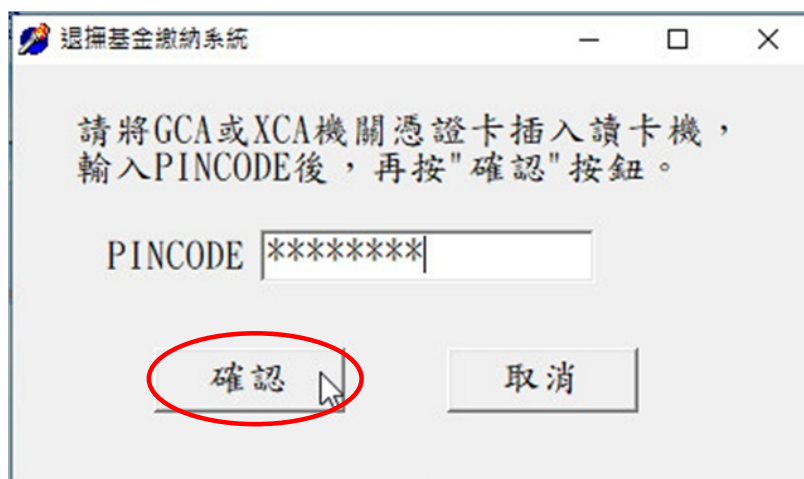 退撫基金繳納系統
請將GCA或XCA機關憑證卡插入讀卡機，
輸入PINCODE後，再按"確認"按鈕。
PINCODE ********
確認 取消